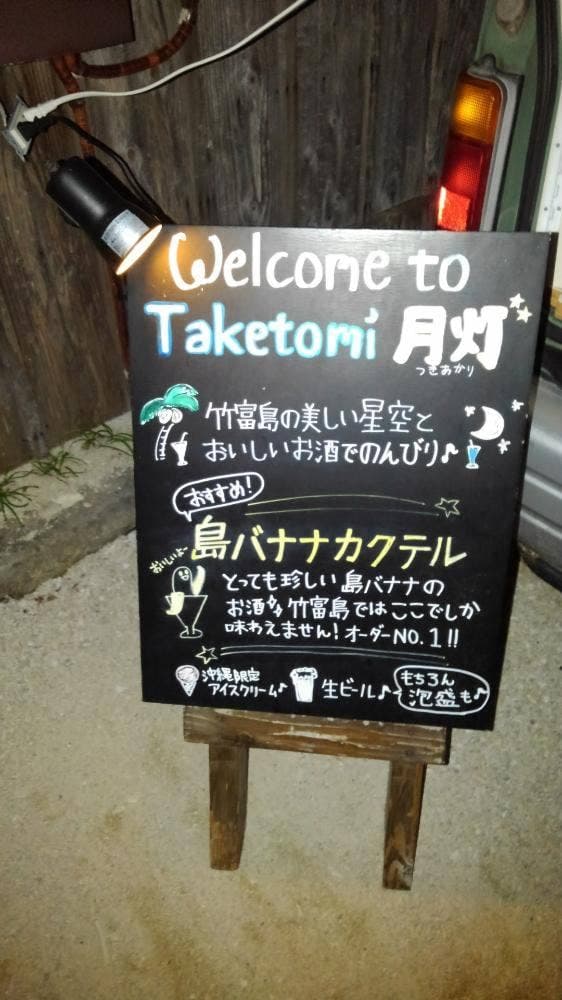 Welcome to
Taketomi 月灯
つきあかり
竹富島の美しい星空と
おいしいお酒でのんびり♪
おすすめ!
おいしいよー
島バナナカクテル
とっても珍しい島バナナの
お酒♪竹富島ではここでしか
味わえません!オーダーNO.1!!
沖縄限定
アイスクリーム♪
生ビール♪
もちろん
泡盛も♪